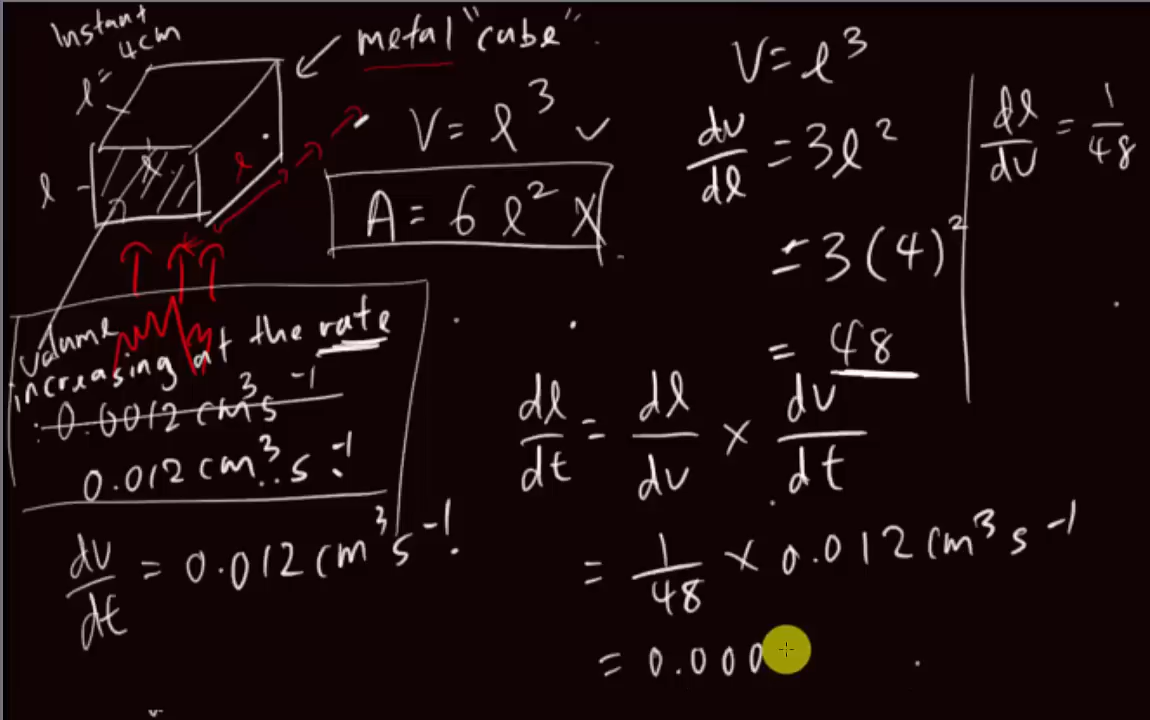 Instant
l = 4cm
metal "cube".
l
l
l
V = l³ ✓
A = 6 l² X
volume
increasing at the rate
: 0.0012 cm³ s⁻¹
0.012 cm³ s⁻¹.
dv/dt = 0.012 cm³ s⁻¹.
V = l³
dv/dl = 3l²
= 3(4)²
= 48
dl/dv = 1/48
dl/dt = dl/dv × dv/dt
= 1/48 × 0.012 cm³ s⁻¹
= 0.000